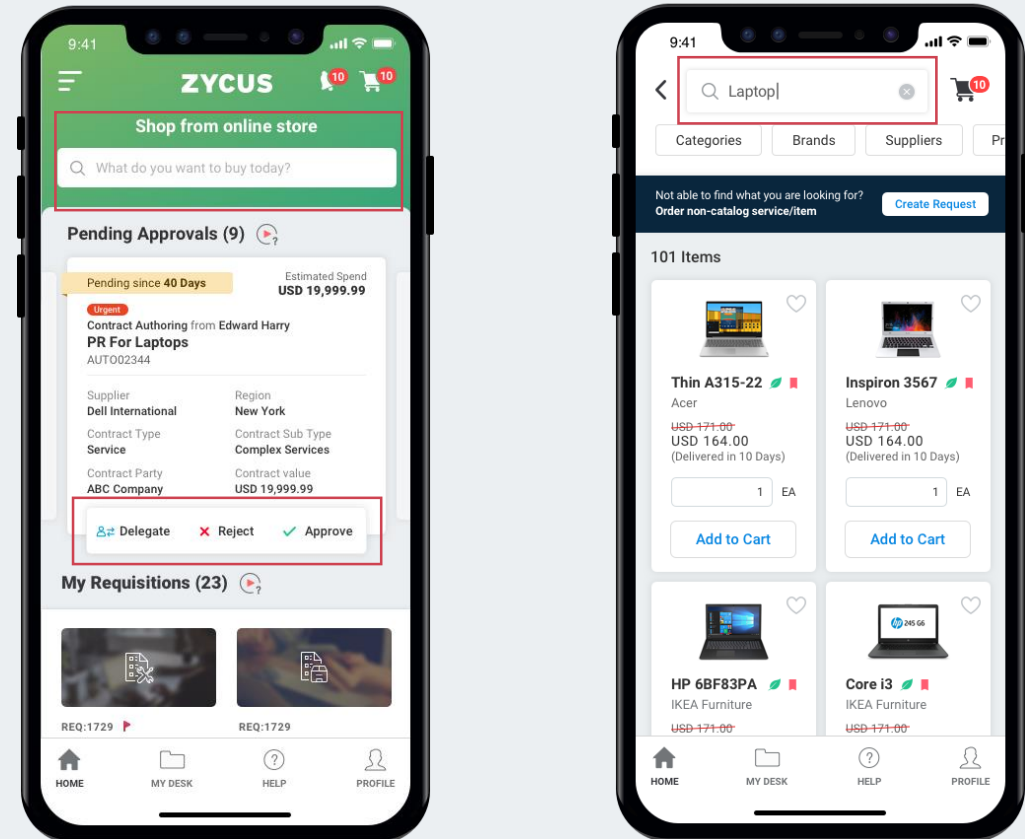 9:41
ZYCUS
10
10
Shop from online store
What do you want to buy today?
Pending Approvals (9)
?
Pending since 40 Days
Estimated Spend
USD 19,999.99
Urgent
Contract Authoring from Edward Harry
PR For Laptops
AUTO02344
Supplier
Region
Dell International
New York
Contract Type
Contract Sub Type
Service
Complex Services
Contract Party
Contract value
ABC Company
USD 19,999.99
Delegate
Reject
Approve
My Requisitions (23)
?
REQ:1729
REQ:1729
HOME
MY DESK
?
HELP
PROFILE
9:41
Laptop
10
Categories
Brands
Suppliers
Pr
Not able to find what you are looking for?
Order non-catalog service/item
Create Request
101 Items
Thin A315-22
Acer
USD 171.00
USD 164.00
(Delivered in 10 Days)
1 EA
Add to Cart
Inspiron 3567
Lenovo
USD 171.00
USD 164.00
(Delivered in 10 Days)
1 EA
Add to Cart
HP 6BF83PA
IKEA Furniture
USD 171.00
hp 245 G6
Core i3
IKEA Furniture
USD 171.00
HOME
MY DESK
?
HELP
PROFILE